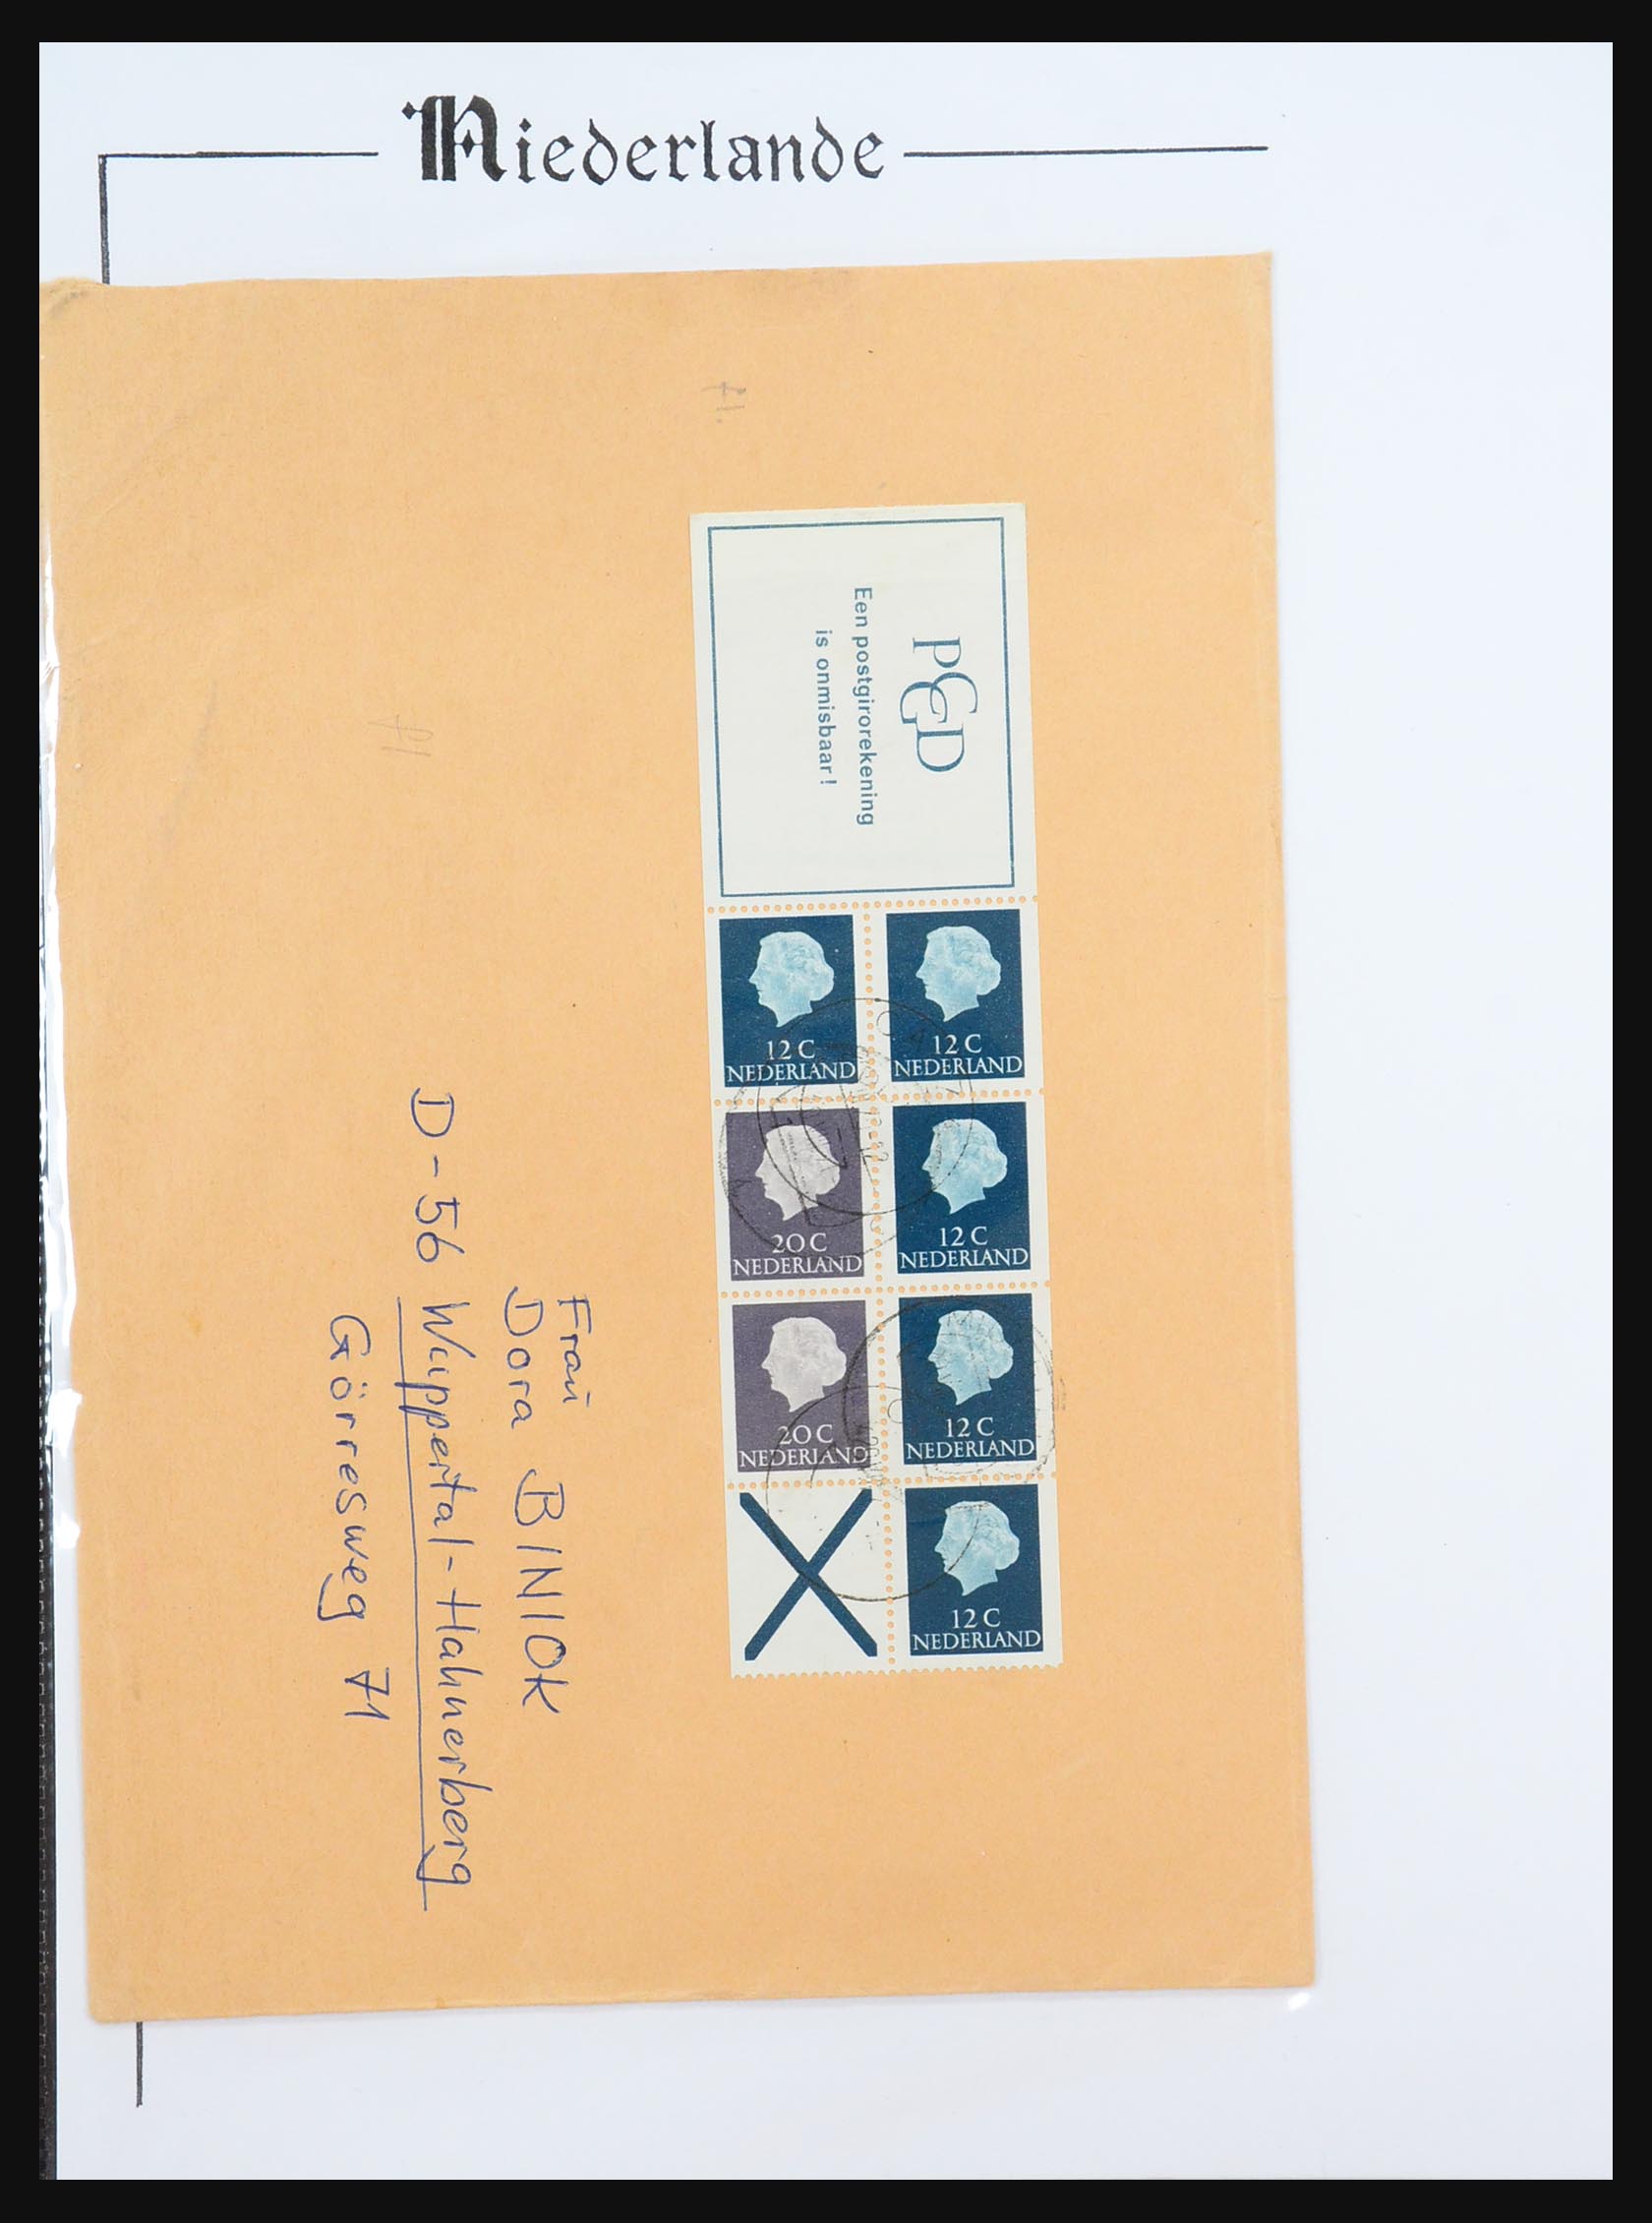 Niederlande
PGD
Een postgirorekening
is onmisbaar!
12 C
NEDERLAND
12 C
NEDERLAND
20 C
NEDERLAND
12 C
NEDERLAND
20 C
NEDERLAND
12 C
NEDERLAND
12 C
NEDERLAND
Frau
Dora BINIOK
D-56 Wuppertal-Hahnerberg
Görresweg 71